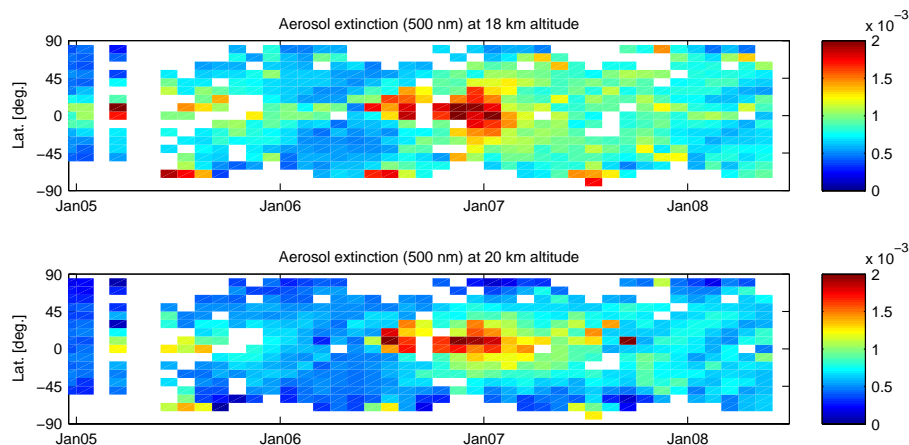 Aerosol extinction (500 nm) at 18 km altitude
x 10⁻³
90
45
0
−45
−90
Lat. [deg.]
Jan05
Jan06
Jan07
Jan08
2
1.5
1
0.5
0
Aerosol extinction (500 nm) at 20 km altitude
x 10⁻³
90
45
0
−45
−90
Lat. [deg.]
Jan05
Jan06
Jan07
Jan08
2
1.5
1
0.5
0